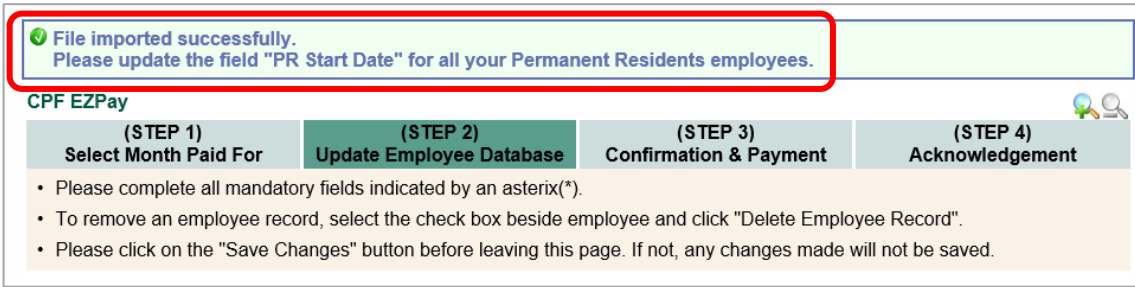 File imported successfully.
Please update the field "PR Start Date" for all your Permanent Residents employees.
CPF EZPay
(STEP 1)
Select Month Paid For
(STEP 2)
Update Employee Database
(STEP 3)
Confirmation & Payment
(STEP 4)
Acknowledgement
• Please complete all mandatory fields indicated by an asterix(*).
• To remove an employee record, select the check box beside employee and click "Delete Employee Record".
• Please click on the "Save Changes" button before leaving this page. If not, any changes made will not be saved.